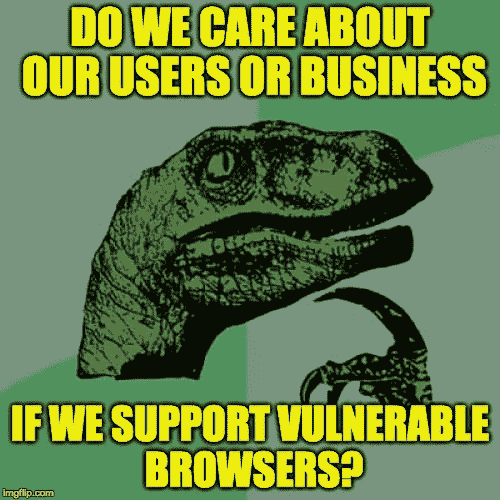 DO WE CARE ABOUT
OUR USERS OR BUSINESS
IF WE SUPPORT VULNERABLE
BROWSERS?
imgflip.com